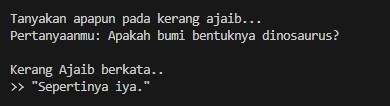 Tanyakan apapun pada kerang ajaib...
Pertanyaanmu: Apakah bumi bentuknya dinosaurus?
Kerang Ajaib berkata..
>> "Sepertinya iya."